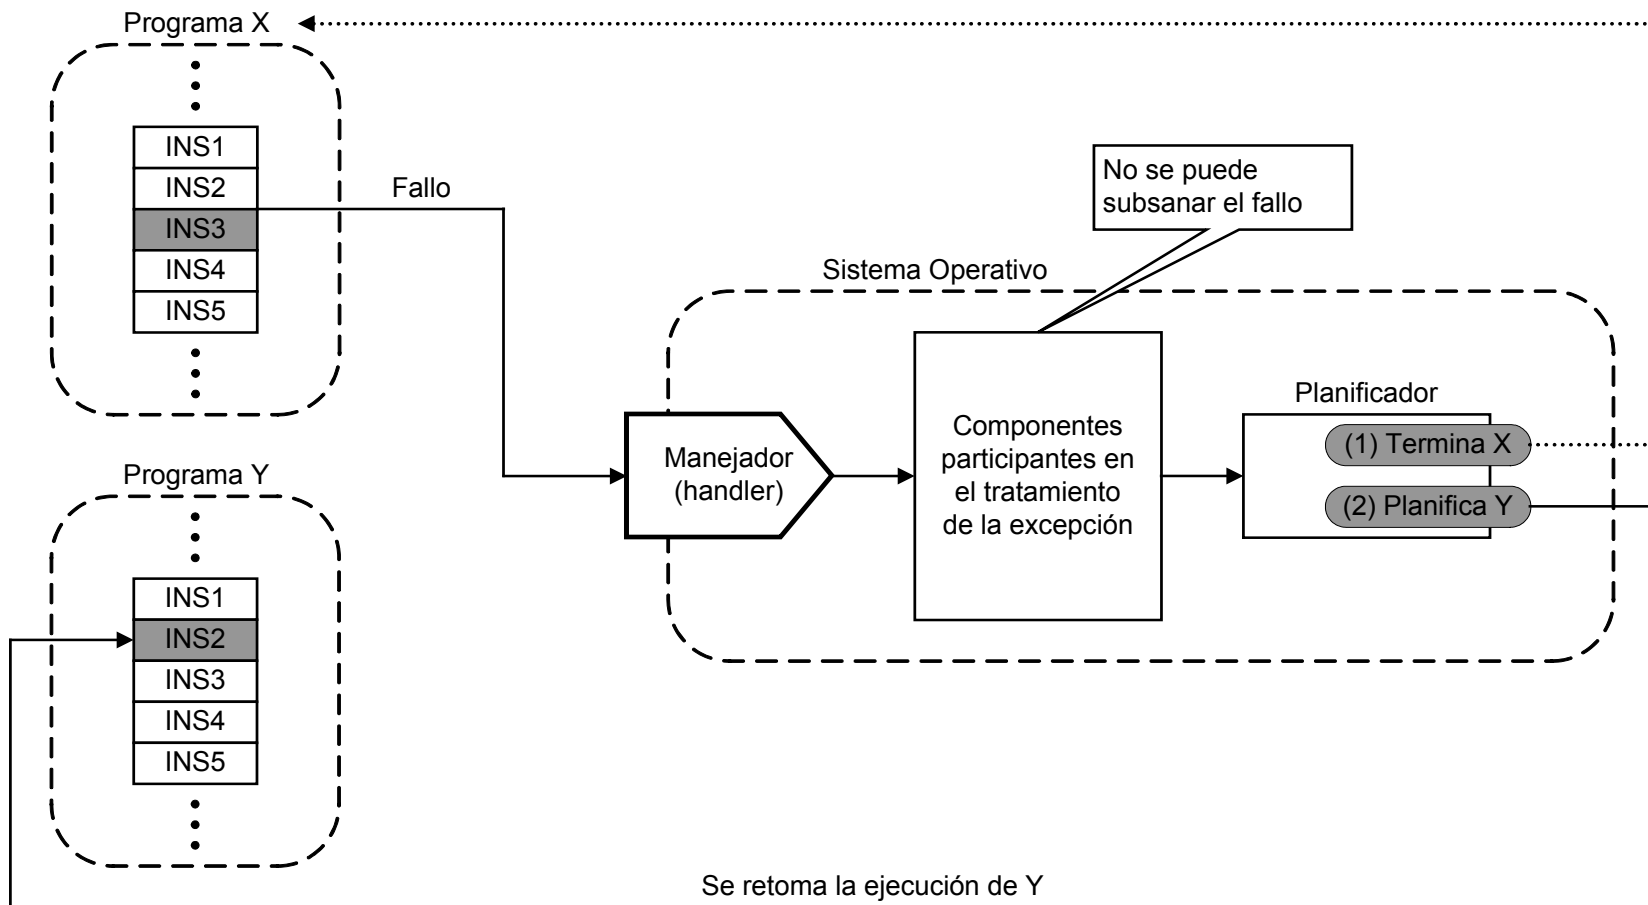 Programa X
INS1
INS2
INS3
INS4
INS5
Fallo
No se puede
subsanar el fallo
Sistema Operativo
Manejador
(handler)
Componentes
participantes en
el tratamiento
de la excepción
Planificador
(1) Termina X
(2) Planifica Y
Programa Y
INS1
INS2
INS3
INS4
INS5
Se retoma la ejecución de Y